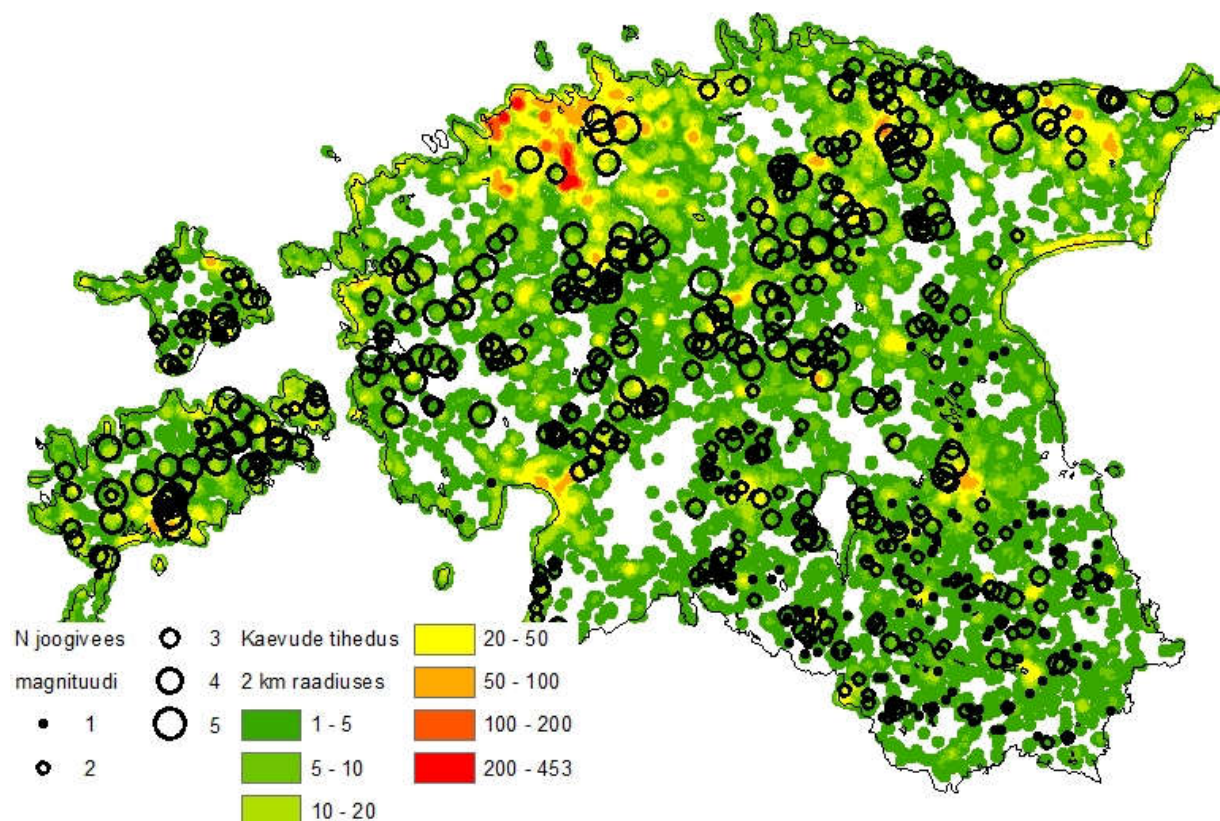 N joogivees
magnituudi
1
2
3
4
5
Kaevude tihedus
2 km raadiuses
1 - 5
5 - 10
10 - 20
20 - 50
50 - 100
100 - 200
200 - 453